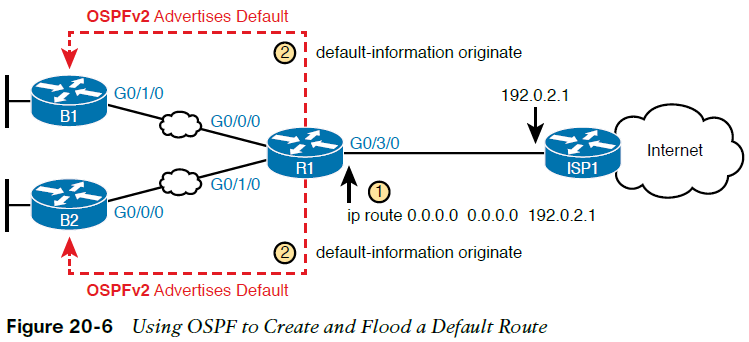 OSPFv2 Advertises Default
2 default-information originate
192.0.2.1
G0/1/0
B1
G0/0/0
G0/3/0
Internet
R1
ISP1
G0/1/0
1
B2
G0/0/0
ip route 0.0.0.0 0.0.0.0 192.0.2.1
2 default-information originate
OSPFv2 Advertises Default
Figure 20-6 Using OSPF to Create and Flood a Default Route